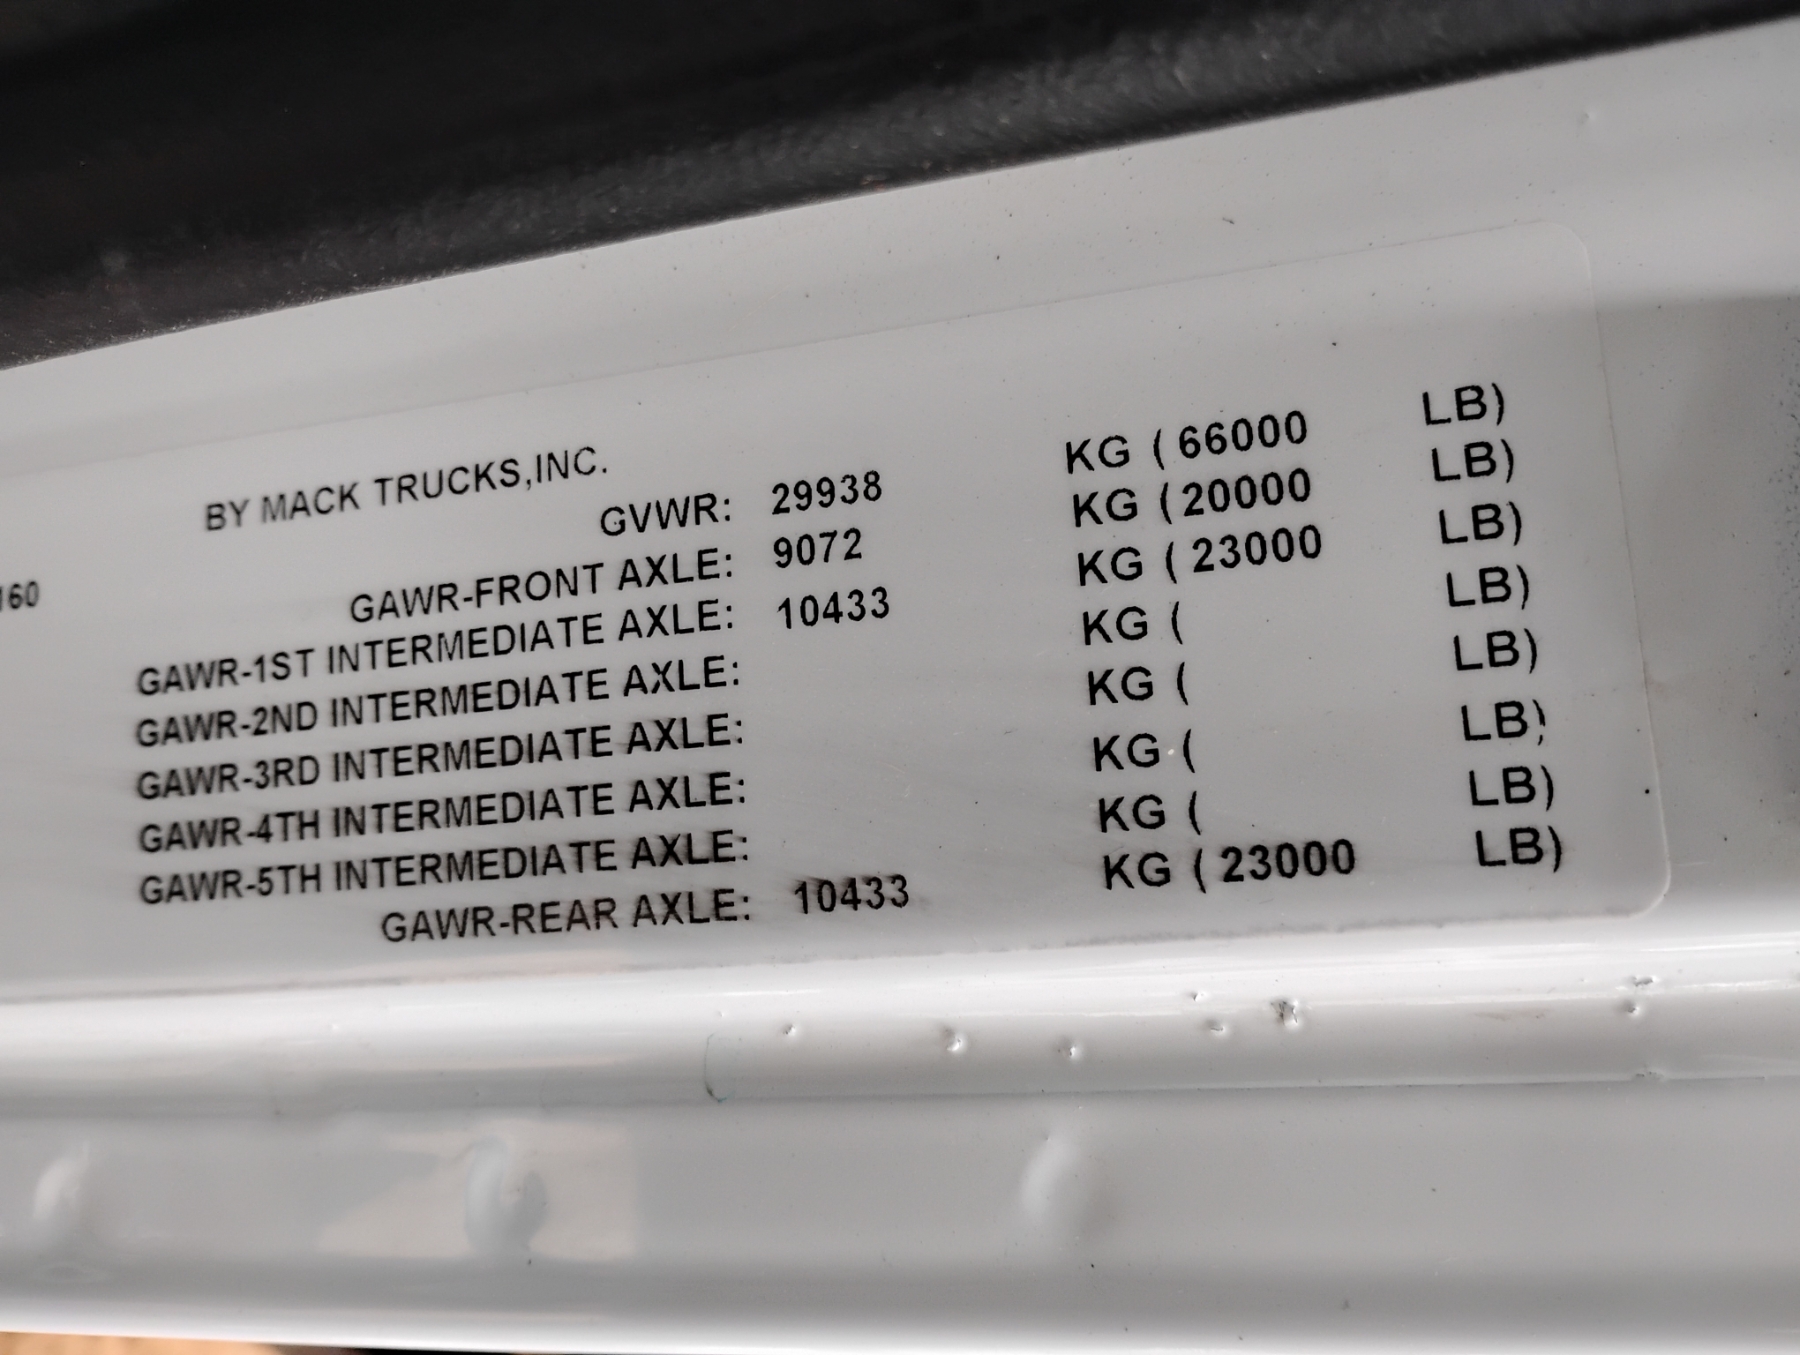 BY MACK TRUCKS,INC.
GVWR: 29938 KG (66000 LB)
160
GAWR-FRONT AXLE: 9072 KG (20000 LB)
GAWR-1ST INTERMEDIATE AXLE: 10433 KG (23000 LB)
GAWR-2ND INTERMEDIATE AXLE: KG ( LB)
GAWR-3RD INTERMEDIATE AXLE: KG ( LB)
GAWR-4TH INTERMEDIATE AXLE: KG ( LB)
GAWR-5TH INTERMEDIATE AXLE: KG ( LB)
GAWR-REAR AXLE: 10433 KG (23000 LB)